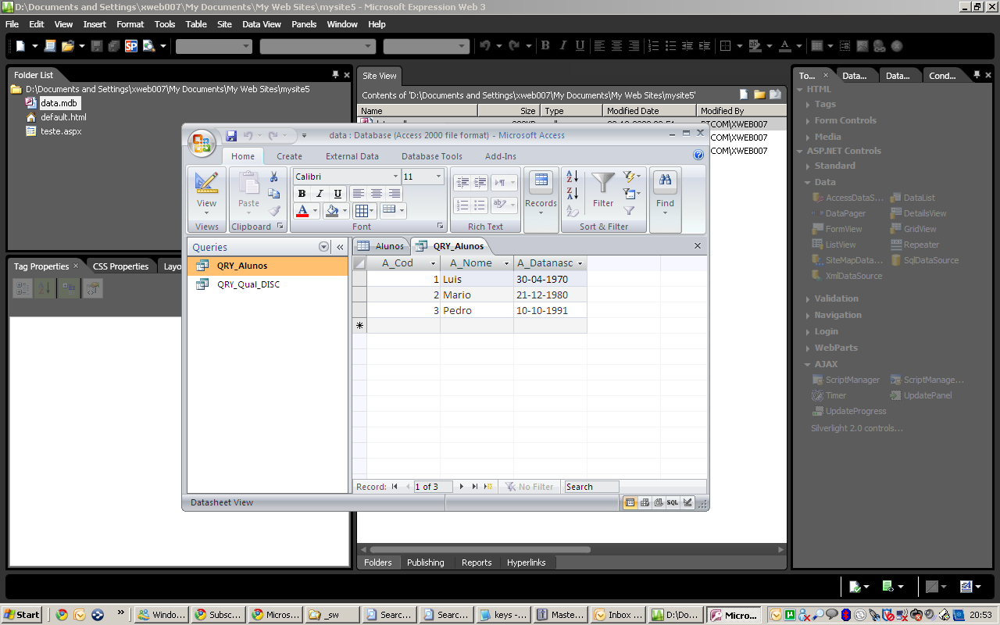 D:\Documents and Settings\xweb007\My Documents\My Web Sites\mysite5 - Microsoft Expression Web 3
File Edit View Insert Format Tools Table Site Data View Panels Window Help
Folder List
D:\Documents and Settings\xweb007\My Documents\My Web Sites\mysite5
data.mdb
default.html
teste.aspx
Site View
Contents of 'D:\Documents and Settings\xweb007\My Documents\My Web Sites\mysite5'
Name Size Type Modified Date Modified By
PTCOM\XWEB007
COM\XWEB007
COM\XWEB007
data : Database (Access 2000 file format) - Microsoft Access
Home Create External Data Database Tools Add-Ins
View
Views
Paste
Clipboard
Calibri 11
B I U
Font
Rich Text
Records
Filter
Sort & Filter
Find
Queries
QRY_Alunos
QRY_Qual_DISC
Alunos QRY_Alunos
A_Cod A_Nome A_Datanasc
1 Luis 30-04-1970
2 Mario 21-12-1980
3 Pedro 10-10-1991
Record: 1 of 3 No Filter Search
Datasheet View
SQL
Tag Properties CSS Properties Layo
Folders Publishing Reports Hyperlinks
To... Data... Data... Cond...
HTML
Tags
Form Controls
Media
ASP.NET Controls
Standard
Data
AccessDataS... DataList
DataPager DetailsView
FormView GridView
ListView Repeater
SiteMapData... SqlDataSource
XmlDataSource
Validation
Navigation
Login
WebParts
AJAX
ScriptManager ScriptManage...
Timer UpdatePanel
UpdateProgress
Silverlight 2.0 controls...
Start Windo... Subsc... Micros... _sw Searc... Searc... keys -... Maste... Inbox ... D:\Do... Micro... 20:53